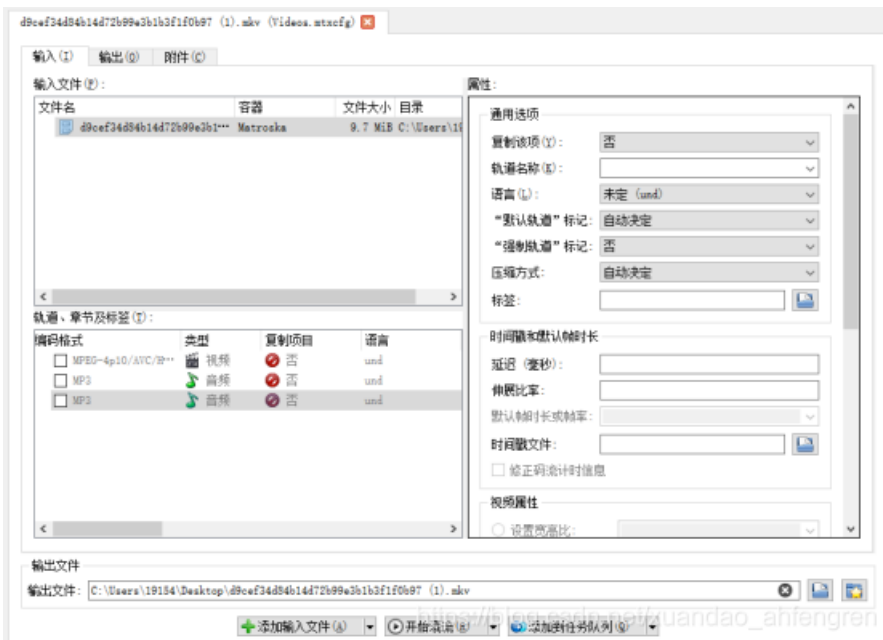 d9cef34d84b14d72b99e3b1b3f1f0b97 (1).mkv (Videos.mtxcfg)
输入(I) 输出(O) 附件(C)
输入文件(P):
文件名 容器 文件大小 目录
d9cef34d84b14d72b99e3b1… Matroska 9.7 MiB C:\Users\19
轨道、章节及标签(T):
编码格式 类型 复制项目 语言
MPEG-4p10/AVC/H… 视频 否 und
MP3 音频 否 und
MP3 音频 否 und
属性:
通用选项
复制该项(Y): 否
轨道名称(K):
语言(L): 未定 (und)
“默认轨道”标记: 自动决定
“强制轨道”标记: 否
压缩方式: 自动决定
标签:
时间戳和默认帧时长
延迟 (毫秒):
伸展比率:
默认帧时长或帧率:
时间戳文件:
修正码流计时信息
视频属性
设置宽高比:
输出文件
输出文件: C:\Users\19154\Desktop\d9cef34d84b14d72b99e3b1b3f1f0b97 (1).mkv
添加输入文件(A) 开始混流(R) 添加到任务队列(Q)
https://blog.csdn.net/xuandao_ahfengren